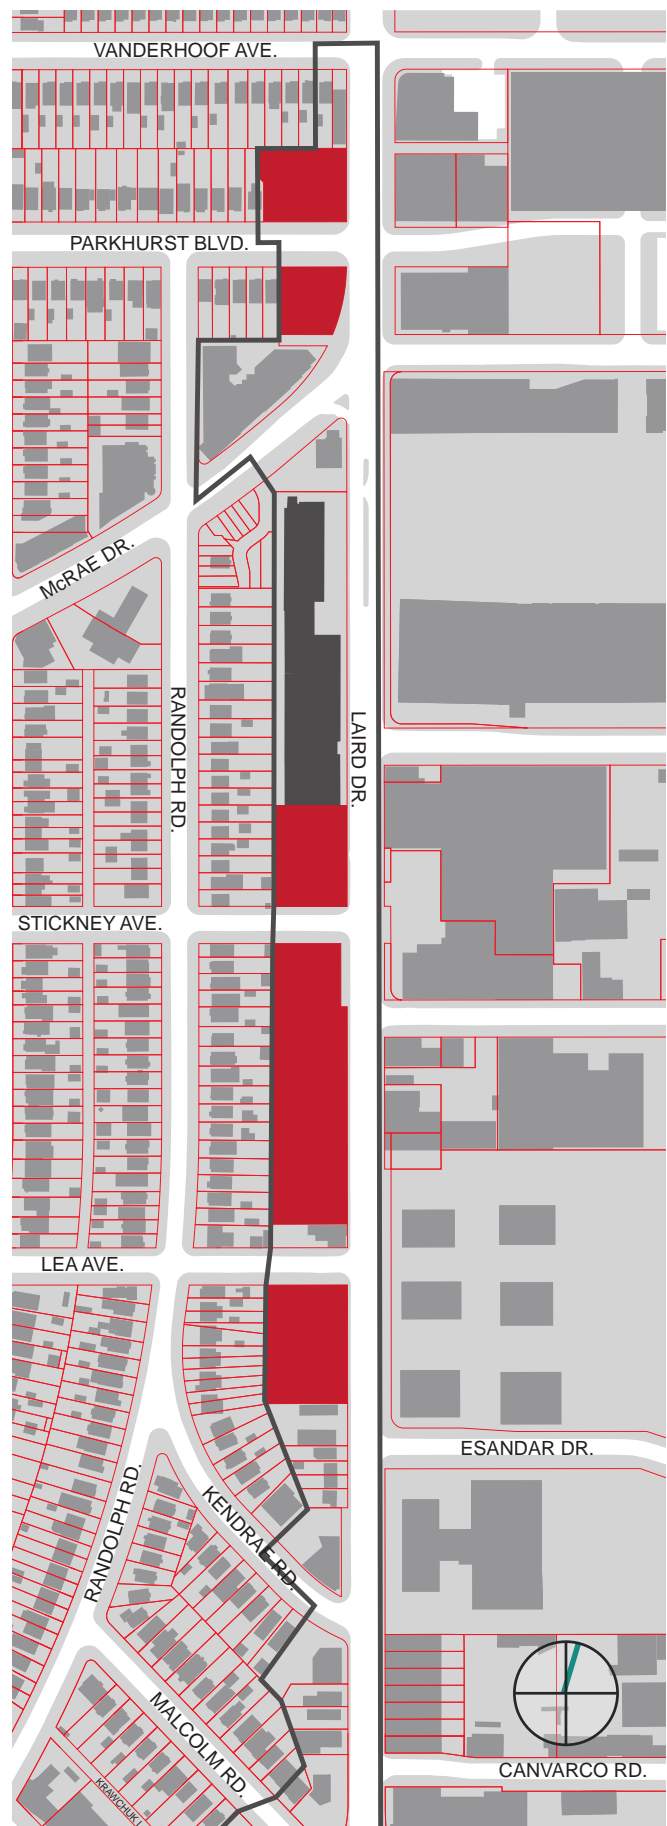 VANDERHOOF AVE.
PARKHURST BLVD.
McRAE DR.
RANDOLPH RD.
LAIRD DR.
STICKNEY AVE.
LEA AVE.
ESANDAR DR.
RANDOLPH RD.
KENDRAE RD.
MALCOLM RD.
CANVARCO RD.
KRAWCHUK L